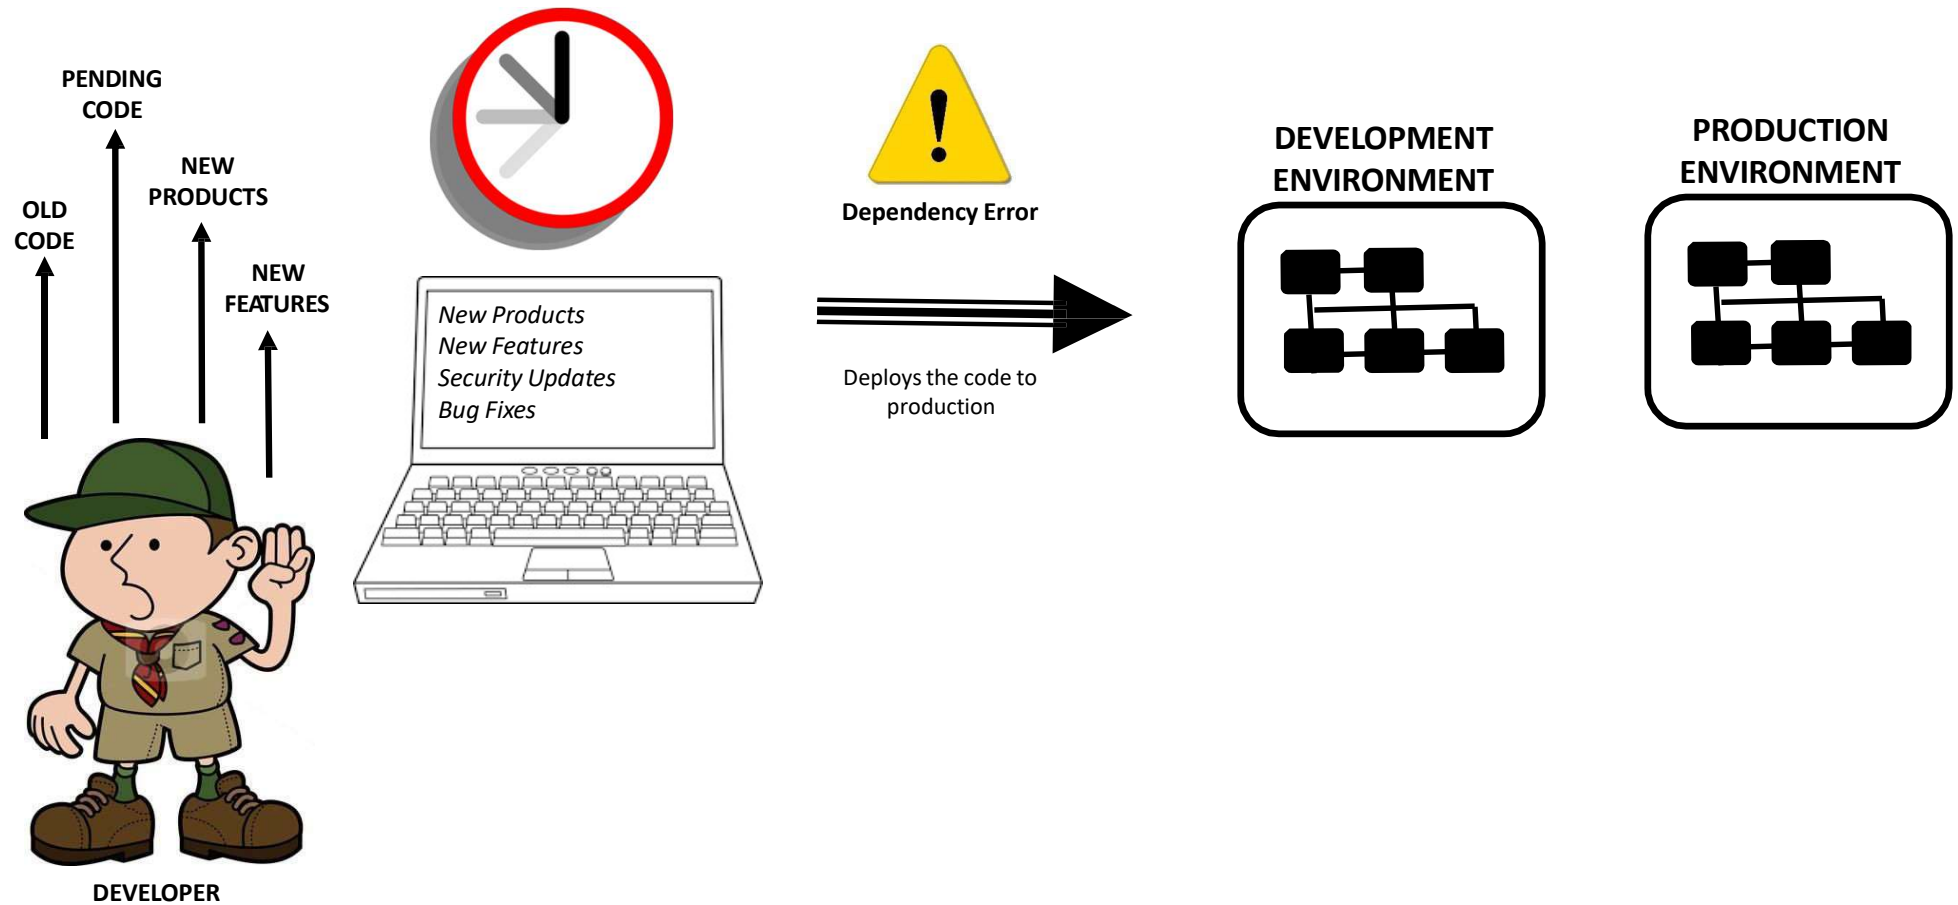 PENDING
CODE
NEW
PRODUCTS
OLD
CODE
NEW
FEATURES
DEVELOPER
New Products
New Features
Security Updates
Bug Fixes
Dependency Error
Deploys the code to
production
DEVELOPMENT
ENVIRONMENT
PRODUCTION
ENVIRONMENT